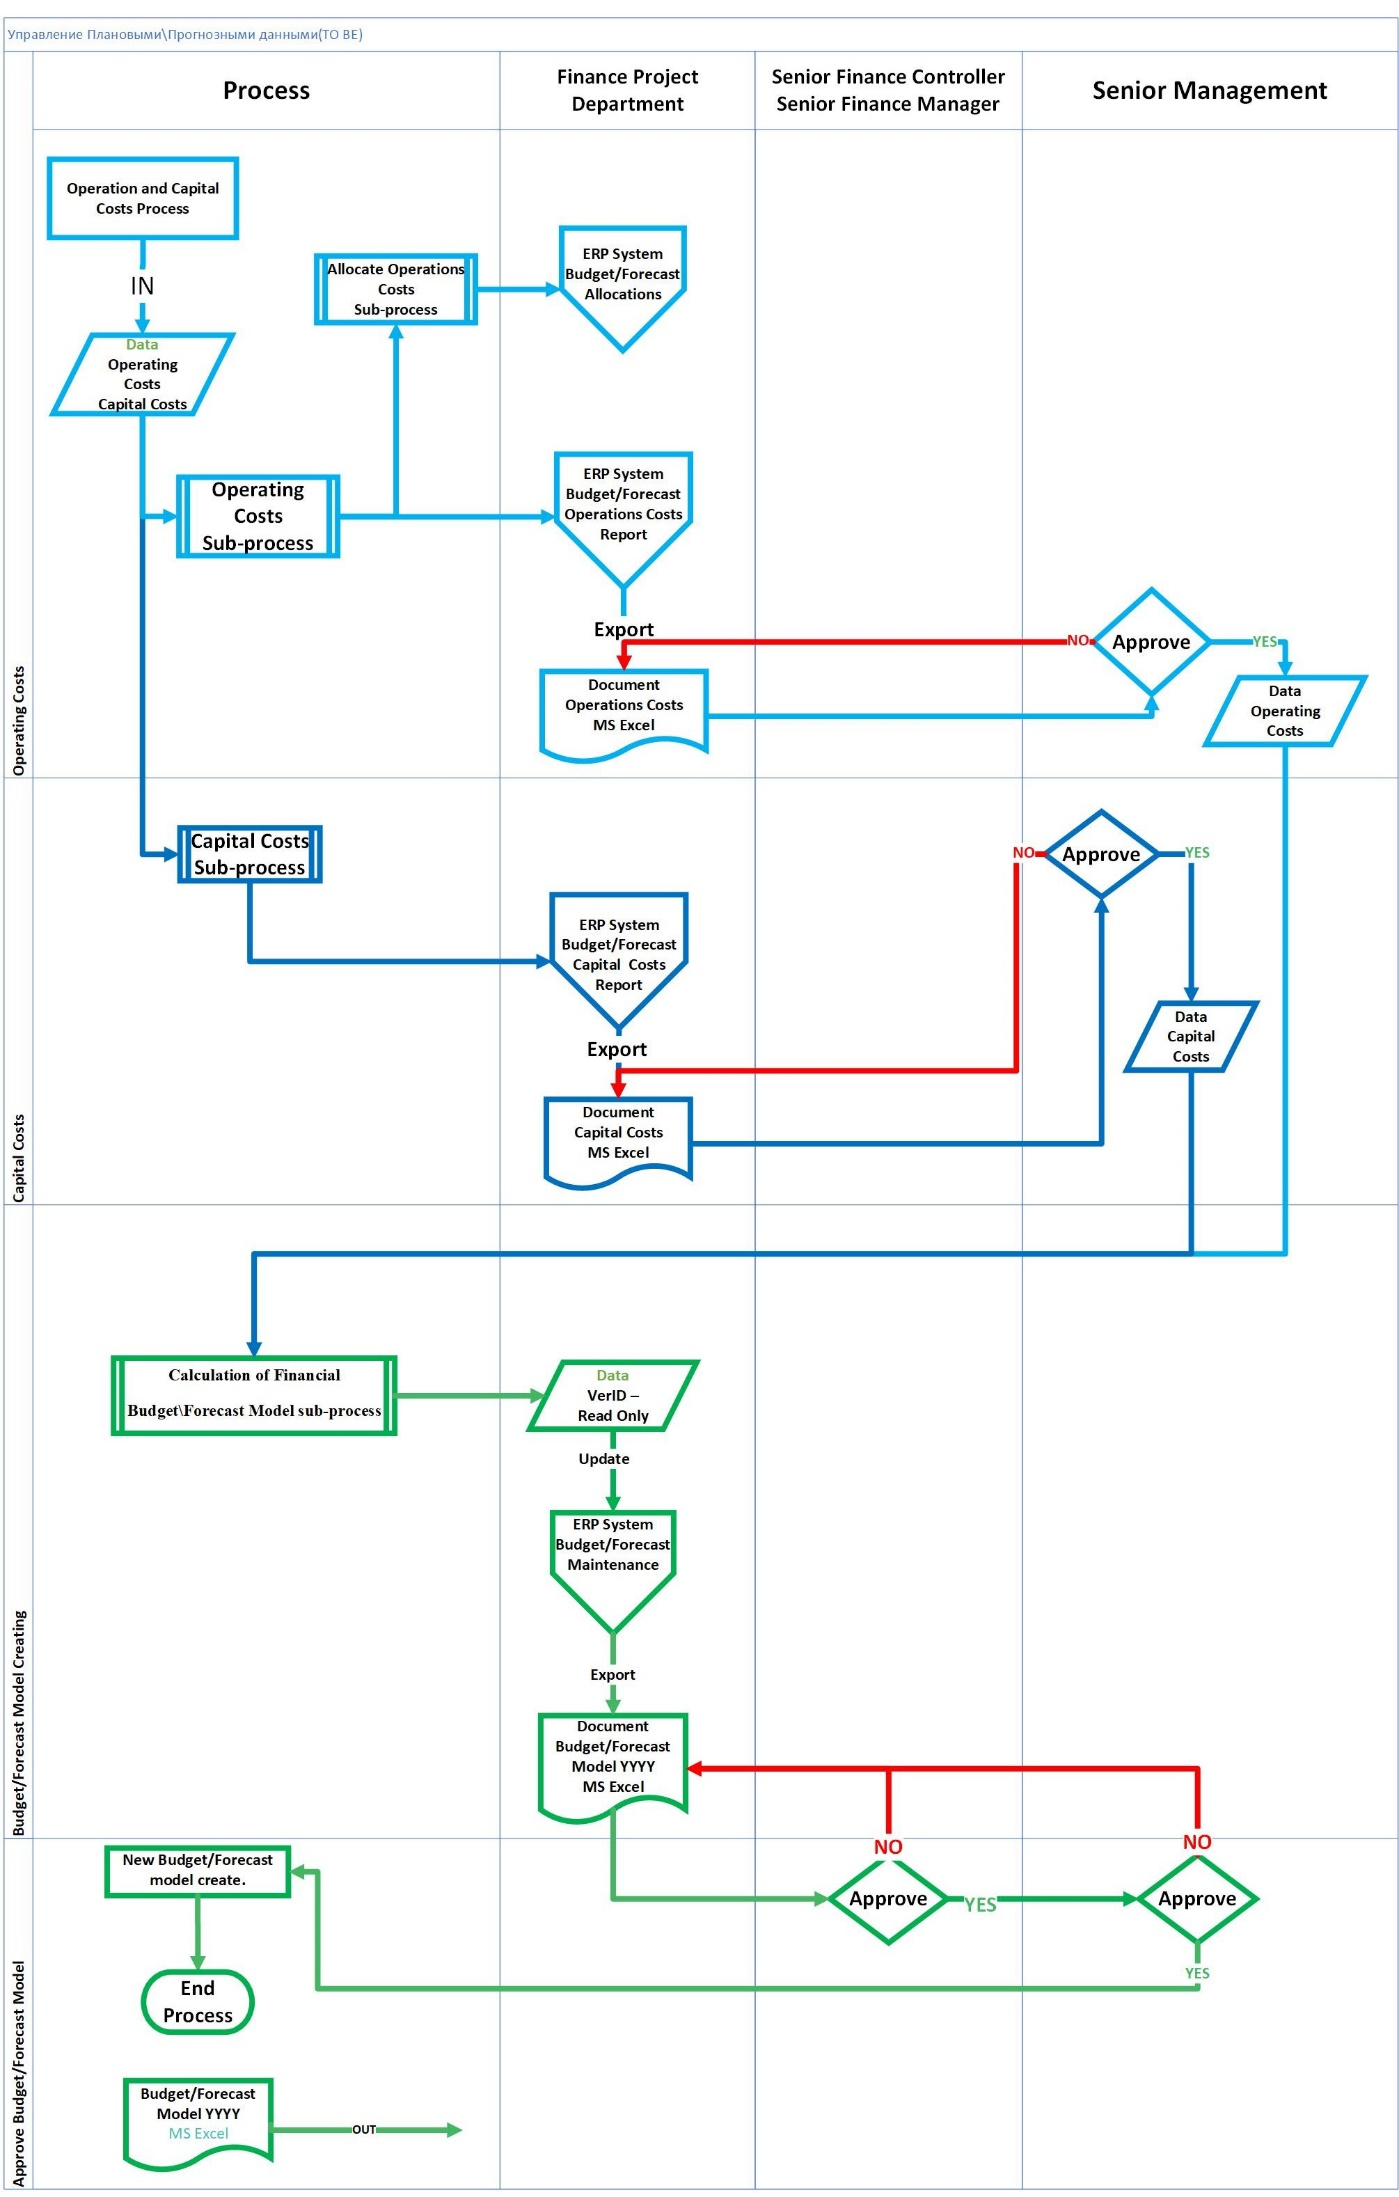 Управление Плановыми\Прогнозными данными(TO BE)
Process
Finance Project
Department
Senior Finance Controller
Senior Finance Manager
Senior Management
Operating Costs
Operation and Capital
Costs Process
IN
Data
Operating
Costs
Capital Costs
Allocate Operations
Costs
Sub-process
ERP System
Budget/Forecast
Allocations
Operating
Costs
Sub-process
ERP System
Budget/Forecast
Operations Costs
Report
Export
NO
Approve
YES
Document
Operations Costs
MS Excel
Data
Operating
Costs
Capital Costs
Capital Costs
Sub-process
NO
Approve
YES
ERP System
Budget/Forecast
Capital  Costs
Report
Export
Data
Capital
Costs
Document
Capital Costs
MS Excel
Budget/Forecast Model Creating
Calculation of Financial
Budget\Forecast Model sub-process
Data
VerID –
Read Only
Update
ERP System
Budget/Forecast
Maintenance
Export
Document
Budget/Forecast
Model YYYY
MS Excel
NO
NO
Approve Budget/Forecast Model
New Budget/Forecast
model create.
Approve
YES
Approve
YES
End
Process
Budget/Forecast
Model YYYY
MS Excel
OUT